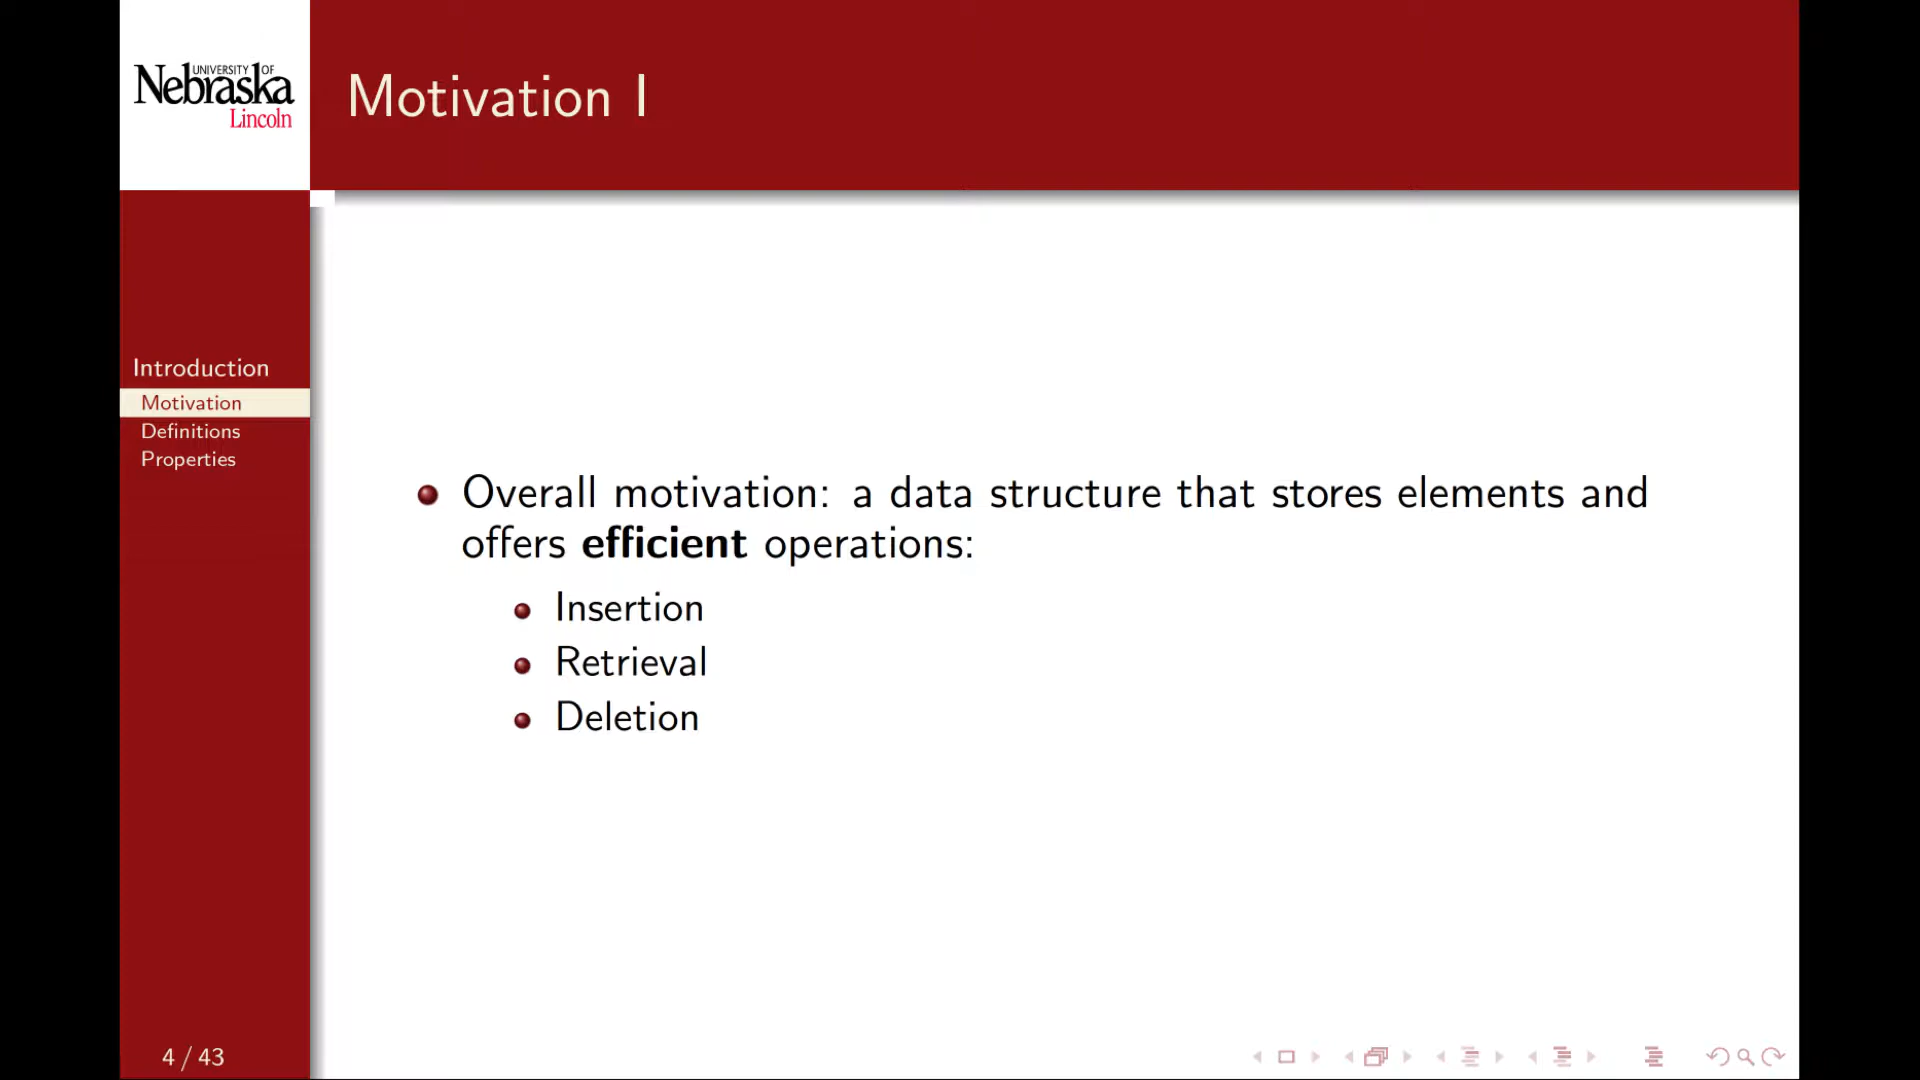 UNIVERSITY OF
Nebraska
Lincoln
Motivation I
Introduction
Motivation
Definitions
Properties
Overall motivation: a data structure that stores elements and
offers efficient operations:
Insertion
Retrieval
Deletion
4 / 43